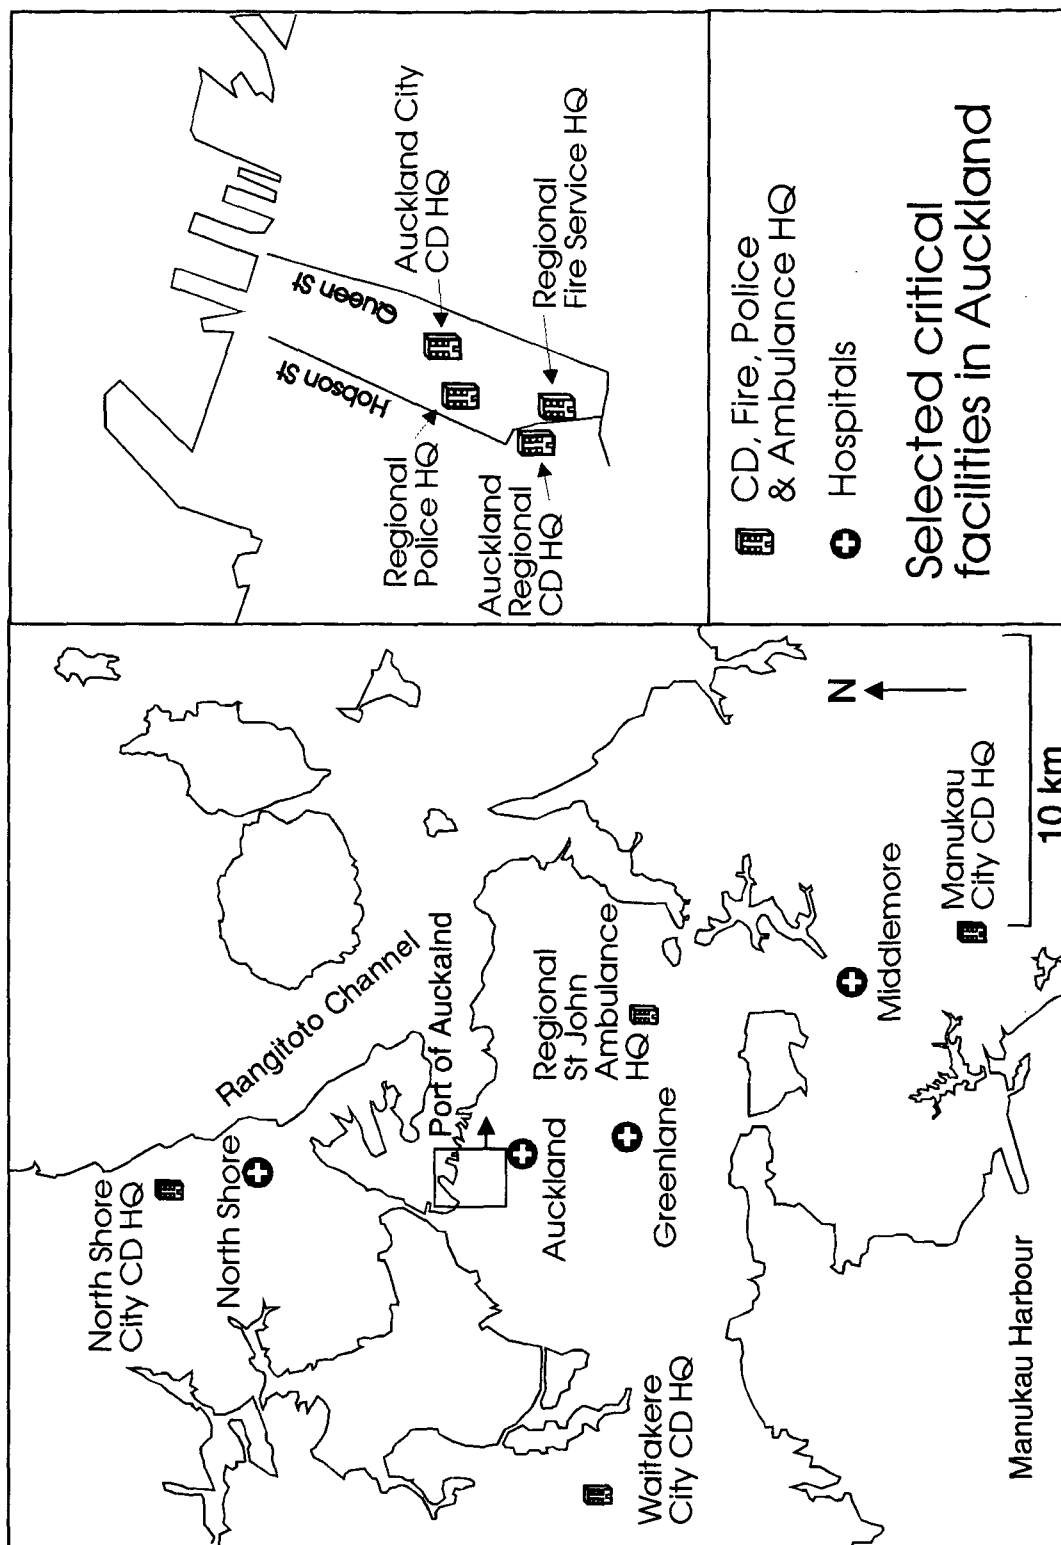 North Shore
City CD HQ
North Shore
Rangitoto Channel
Port of Auckalnd
Auckland
Regional
St John
Ambulance
HQ
Greenlane
Waitakere
City CD HQ
Middlemore
Manukau
City CD HQ
Manukau Harbour
N
10 km
Hobson St
Queen St
Auckland City
CD HQ
Regional
Police HQ
Auckland
Regional
CD HQ
Regional
Fire Service HQ
CD, Fire, Police
& Ambulance HQ
Hospitals
Selected critical
facilities in Auckland